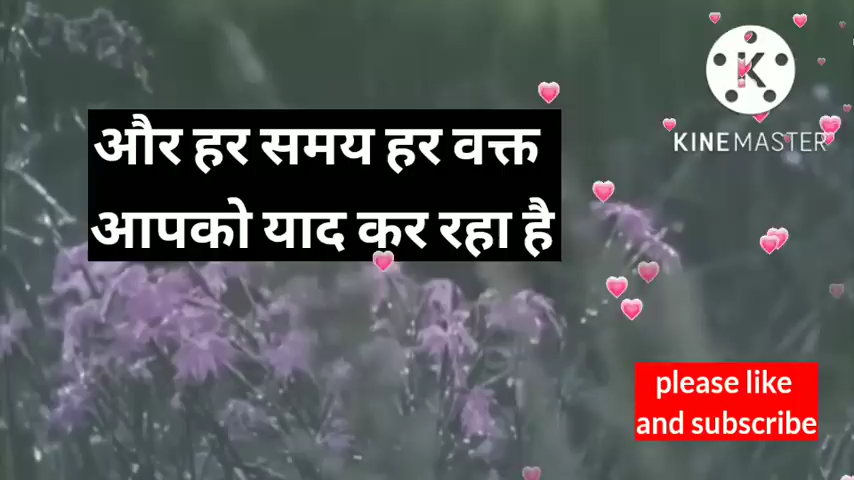 और हर समय हर वक्त
आपको याद कर रहा है
K
KINEMASTER
please like
and subscribe